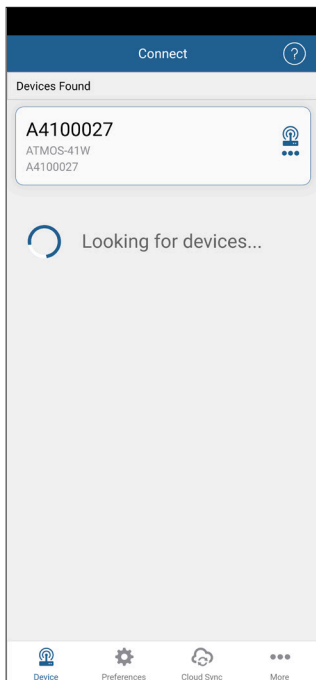 Connect
?
Devices Found
A4100027
ATMOS-41W
A4100027
Looking for devices...
Device Preferences Cloud Sync More